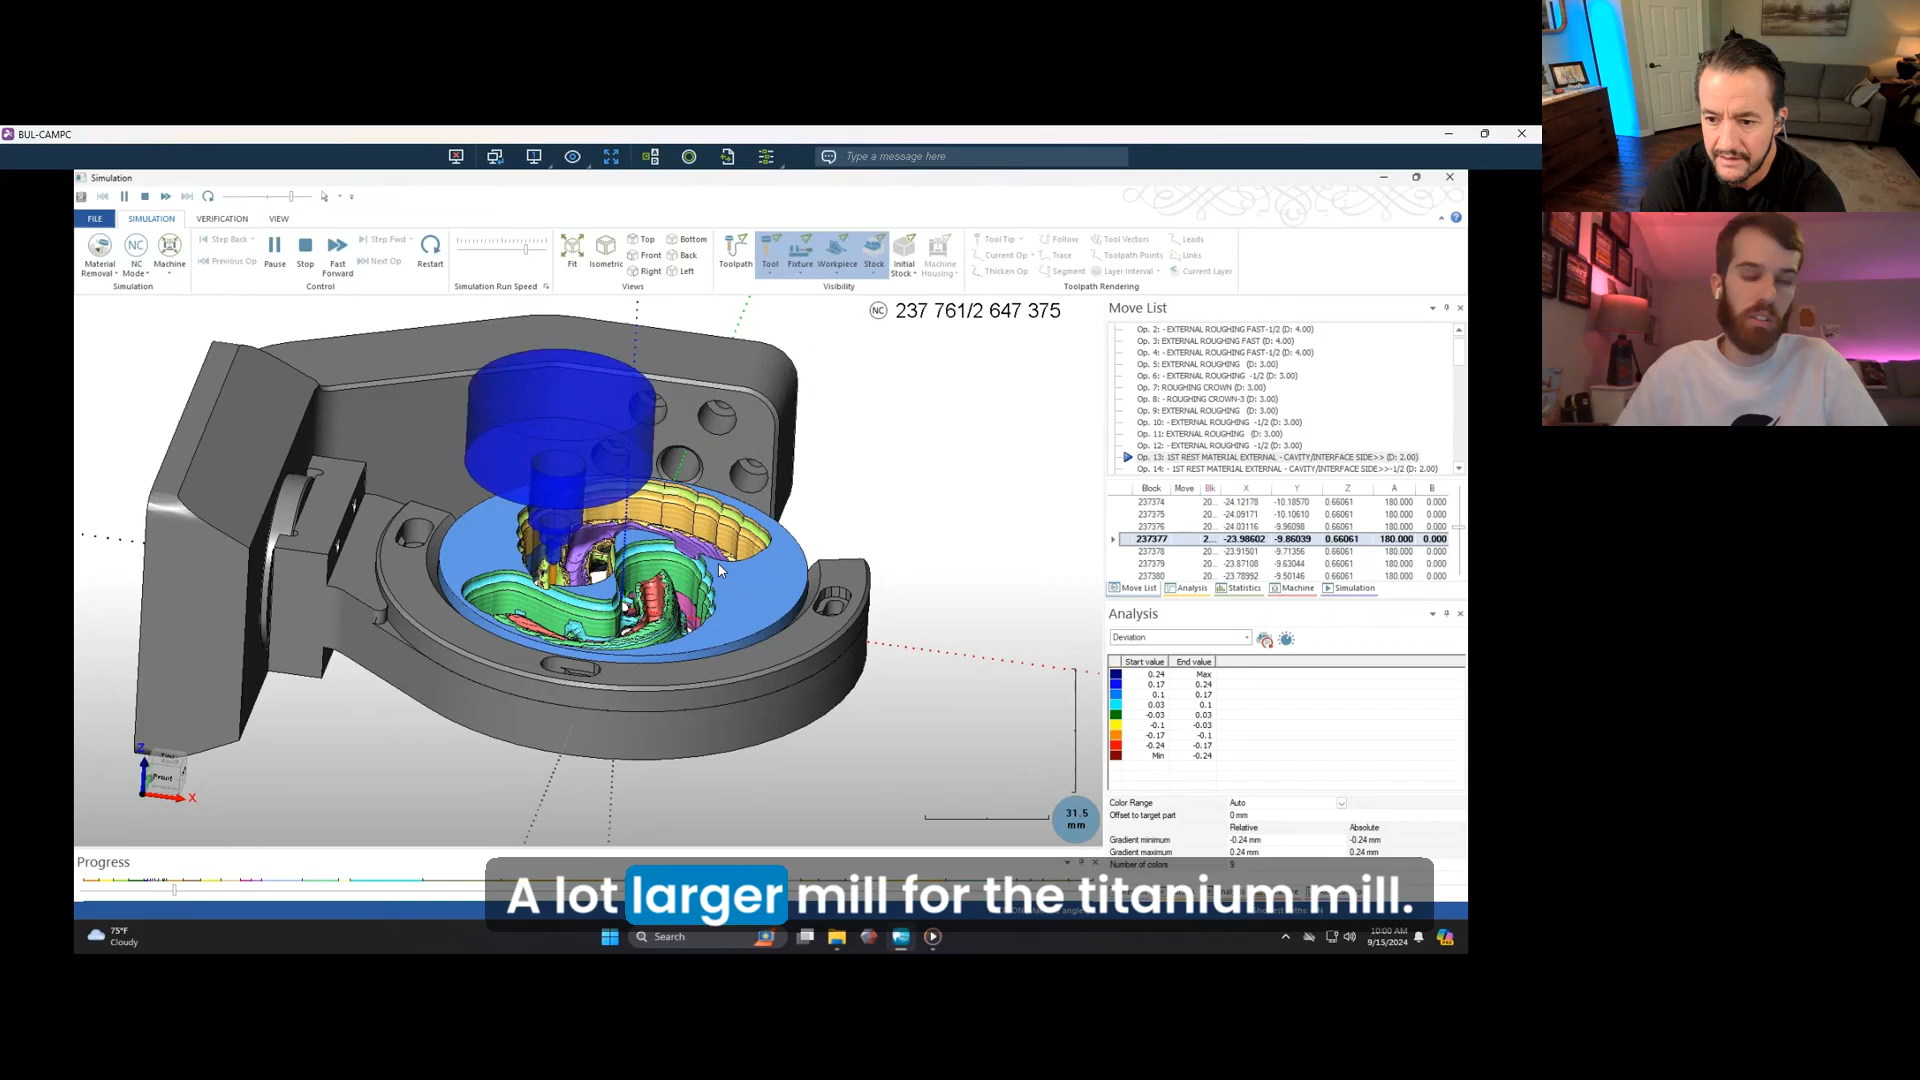 BUL-CAMPC
Type a message here
Simulation
FILE
SIMULATION
VERIFICATION
VIEW
Material Removal
NC Mode
Machine
Simulation
Step Back
Previous Op
Pause
Stop
Fast Forward
Step Fwd
Next Op
Restart
Control
Simulation Run Speed
Fit
Isometric
Top
Front
Right
Bottom
Back
Left
Views
Toolpath
Tool
Fixture
Workpiece
Stock
Initial Stock
Machine Housing
Visibility
Tool Tip
Current Op
Thicken Op
Follow
Trace
Segment
Tool Vectors
Toolpath Points
Layer Interval
Leads
Links
Current Layer
Toolpath Rendering
NC 237 761/2 647 375
Move List
Op. 2: - EXTERNAL ROUGHING FAST-1/2 (D: 4.00)
Op. 3: EXTERNAL ROUGHING FAST (D: 4.00)
Op. 4: - EXTERNAL ROUGHING FAST-1/2 (D: 4.00)
Op. 5: EXTERNAL ROUGHING (D: 3.00)
Op. 6: - EXTERNAL ROUGHING -1/2 (D: 3.00)
Op. 7: ROUGHING CROWN (D: 3.00)
Op. 8: - ROUGHING CROWN-3 (D: 3.00)
Op. 9: EXTERNAL ROUGHING (D: 3.00)
Op. 10: - EXTERNAL ROUGHING -1/2 (D: 3.00)
Op. 11: EXTERNAL ROUGHING (D: 3.00)
Op. 12: - EXTERNAL ROUGHING -1/2 (D: 3.00)
Op. 13: 1ST REST MATERIAL EXTERNAL - CAVITY/INTERFACE SIDE>> (D: 2.00)
Op. 14: - 1ST REST MATERIAL EXTERNAL - CAVITY/INTERFACE SIDE>>-1/2 (D: 2.00)
Block Move Blk X Y Z A B
237374 20... -24.12178 -10.18570 0.66061 180.000 0.000
237375 20... -24.09171 -10.10610 0.66061 180.000 0.000
237376 20... -24.03116 -9.96098 0.66061 180.000 0.000
237377 2... -23.98602 -9.86039 0.66061 180.000 0.000
237378 20... -23.91501 -9.71356 0.66061 180.000 0.000
237379 20... -23.87108 -9.63044 0.66061 180.000 0.000
237380 20... -23.78992 -9.50146 0.66061 180.000 0.000
Move List Analysis Statistics Machine Simulation
Analysis
Deviation
Start value End value
0.24 Max
0.17 0.24
0.1 0.17
0.03 0.1
-0.03 0.03
-0.1 -0.03
-0.17 -0.1
-0.24 -0.17
Min -0.24
Color Range Auto
Offset to target part 0 mm
Relative Absolute
Gradient minimum -0.24 mm -0.24 mm
Gradient maximum 0.24 mm 0.24 mm
Number of colors 9
Z
Front
X
31.5 mm
Progress
A lot larger mill for the titanium mill.
75°F
Cloudy
Search
10:00 AM
9/15/2024